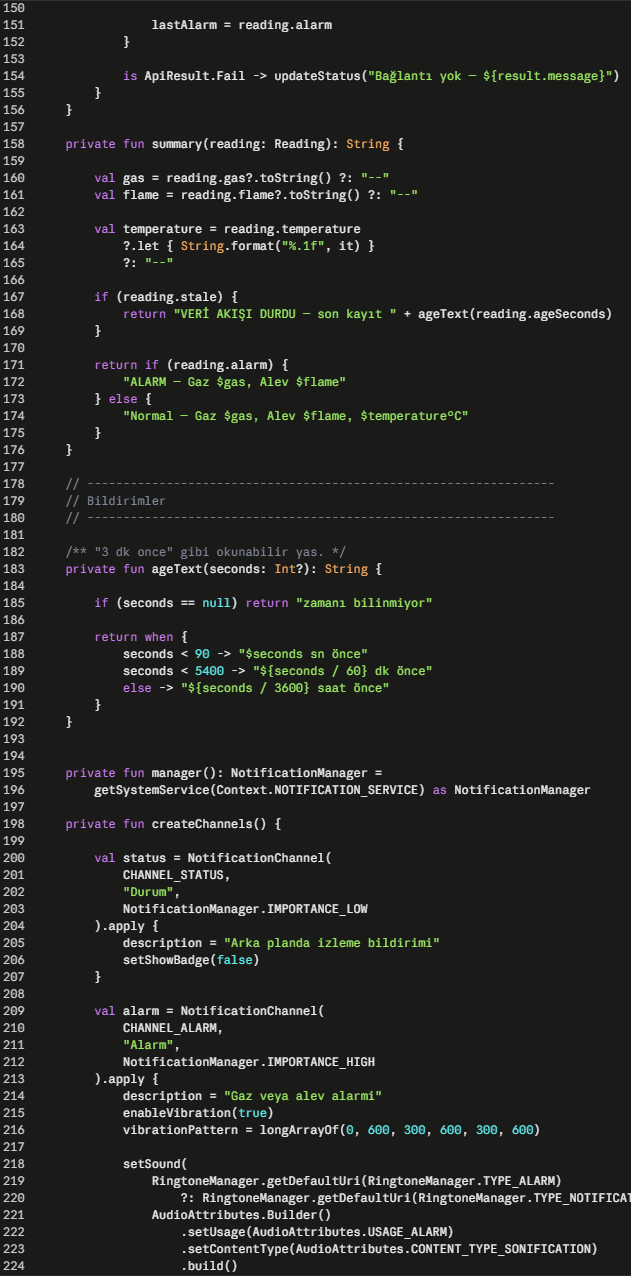 150
151 lastAlarm = reading.alarm
152 }
153
154 is ApiResult.Fail -> updateStatus("Bağlantı yok — ${result.message}")
155 }
156 }
157
158 private fun summary(reading: Reading): String {
159
160 val gas = reading.gas?.toString() ?: "--"
161 val flame = reading.flame?.toString() ?: "--"
162
163 val temperature = reading.temperature
164 ?.let { String.format("%.1f", it) }
165 ?: "--"
166
167 if (reading.stale) {
168 return "VERİ AKIŞI DURDU — son kayıt " + ageText(reading.ageSeconds)
169 }
170
171 return if (reading.alarm) {
172 "ALARM — Gaz $gas, Alev $flame"
173 } else {
174 "Normal — Gaz $gas, Alev $flame, $temperature°C"
175 }
176 }
177
178 // -----------------------------------------------------------------
179 // Bildirimler
180 // -----------------------------------------------------------------
181
182 /** "3 dk once" gibi okunabilir yas. */
183 private fun ageText(seconds: Int?): String {
184
185 if (seconds == null) return "zamanı bilinmiyor"
186
187 return when {
188 seconds < 90 -> "$seconds sn önce"
189 seconds < 5400 -> "${seconds / 60} dk önce"
190 else -> "${seconds / 3600} saat önce"
191 }
192 }
193
194
195 private fun manager(): NotificationManager =
196 getSystemService(Context.NOTIFICATION_SERVICE) as NotificationManager
197
198 private fun createChannels() {
199
200 val status = NotificationChannel(
201 CHANNEL_STATUS,
202 "Durum",
203 NotificationManager.IMPORTANCE_LOW
204 ).apply {
205 description = "Arka planda izleme bildirimi"
206 setShowBadge(false)
207 }
208
209 val alarm = NotificationChannel(
210 CHANNEL_ALARM,
211 "Alarm",
212 NotificationManager.IMPORTANCE_HIGH
213 ).apply {
214 description = "Gaz veya alev alarmi"
215 enableVibration(true)
216 vibrationPattern = longArrayOf(0, 600, 300, 600, 300, 600)
217
218 setSound(
219 RingtoneManager.getDefaultUri(RingtoneManager.TYPE_ALARM)
220 ?: RingtoneManager.getDefaultUri(RingtoneManager.TYPE_NOTIFICAT
221 AudioAttributes.Builder()
222 .setUsage(AudioAttributes.USAGE_ALARM)
223 .setContentType(AudioAttributes.CONTENT_TYPE_SONIFICATION)
224 .build()